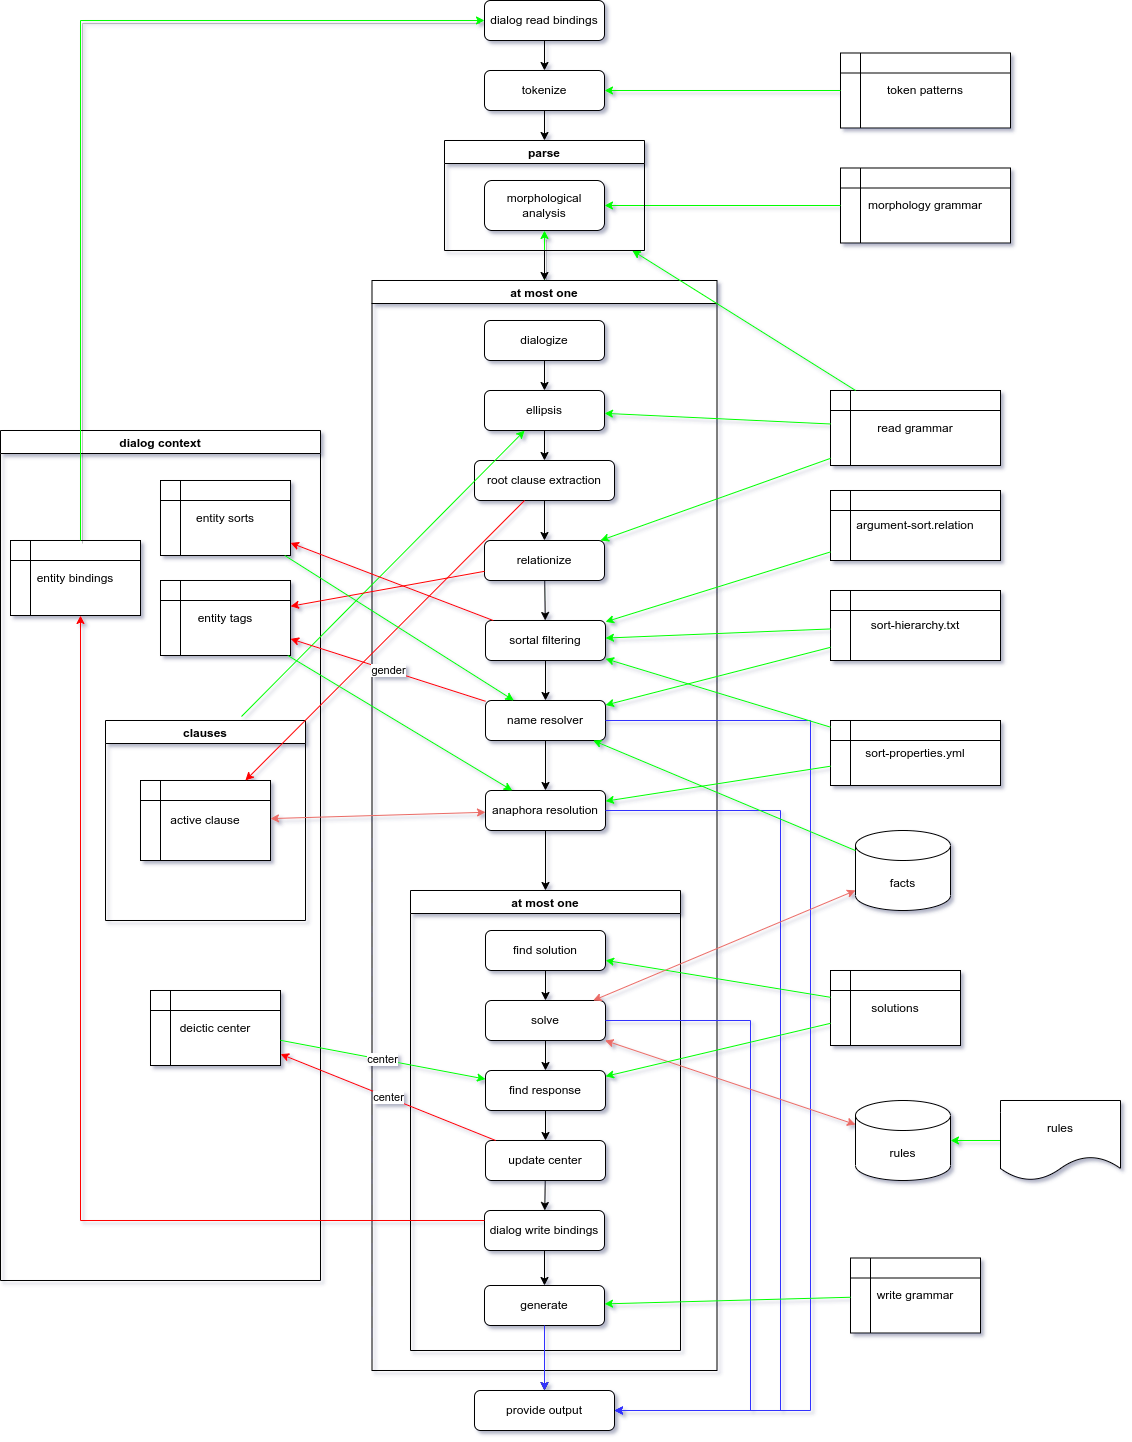 dialog read bindings
tokenize
token patterns
parse
morphological
analysis
morphology grammar
at most one
dialogize
ellipsis
read grammar
dialog context
root clause extraction
entity sorts
argument-sort.relation
relationize
entity bindings
entity tags
sort-hierarchy.txt
sortal filtering
gender
name resolver
clauses
sort-properties.yml
anaphora resolution
active clause
facts
at most one
find solution
solutions
solve
deictic center
center
find response
center
rules
rules
update center
dialog write bindings
write grammar
generate
provide output